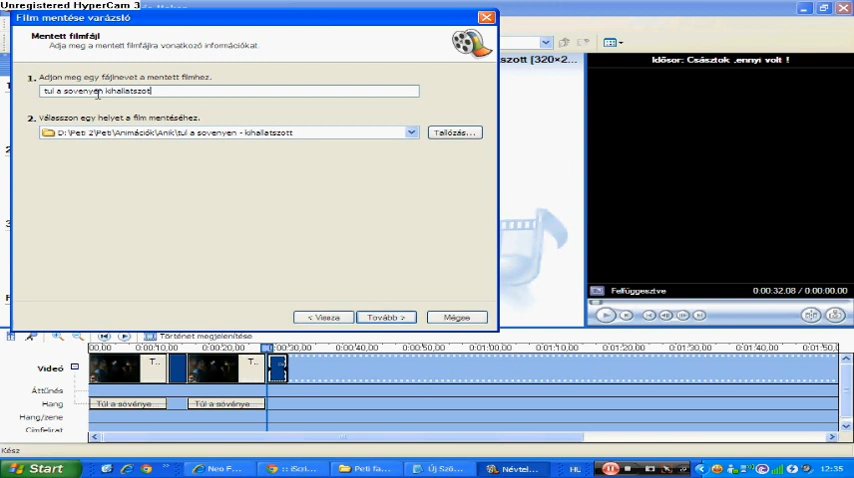 Unregistered HyperCam 3
Film mentése varázsló
Mentett filmfájl
Adja meg a mentett filmfájlra vonatkozó információkat.
1. Adjon meg egy fájlnevet a mentett filmhez.
tul a sovenyen kihallatszot
2. Válasszon egy helyet a film mentéséhez.
D:\Peti 2\Peti\Animációk\Anik\tul a sovenyen - kihallatszott
Tallózás...
< Vissza
Tovább >
Mégse
szott [320×2...
Idősor: Császtok .ennyi volt !
Felfüggesztve
0:00:32.08 / 0:00:00.00
Történet megjelenítése
00,00 0:00:10,00 0:00:20,00 0:00:30,00 0:00:40,00 0:00:50,00 0:01:00,00 0:01:10,00 0:01:20,00 0:01:30,00 0:01:40,00 0:01:50,0
Videó
T...
T...
Áttűnés
Hang
Túl a sövénye...
Túl a sövénye...
Hang/zene
Címfelirat
Kész
Start
Neo F...
:: iScri...
Peti fa...
Új Szö...
Névtel...
HU
12:35